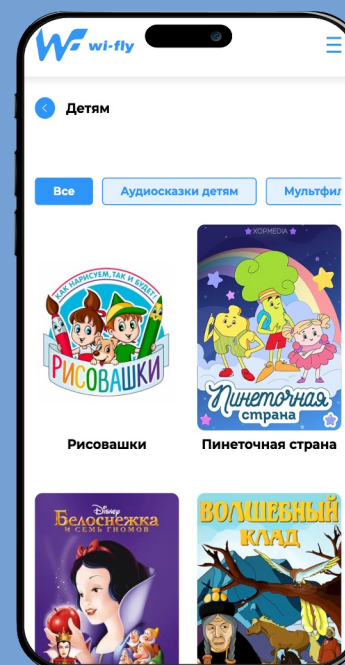 wi-fly
Детям
Все
Аудиосказки детям
Мультфил
КАК НАРИСУЕМ, ТАК И БУДЕТ!
РИСОВАШКИ
ХОРМЕДIA
Пинеточная
страна
Рисовашки
Пинеточная страна
Disney
Белоснежка
И СЕМЬ ГНОМОВ
ВОЛШЕБНЫЙ
КЛАД